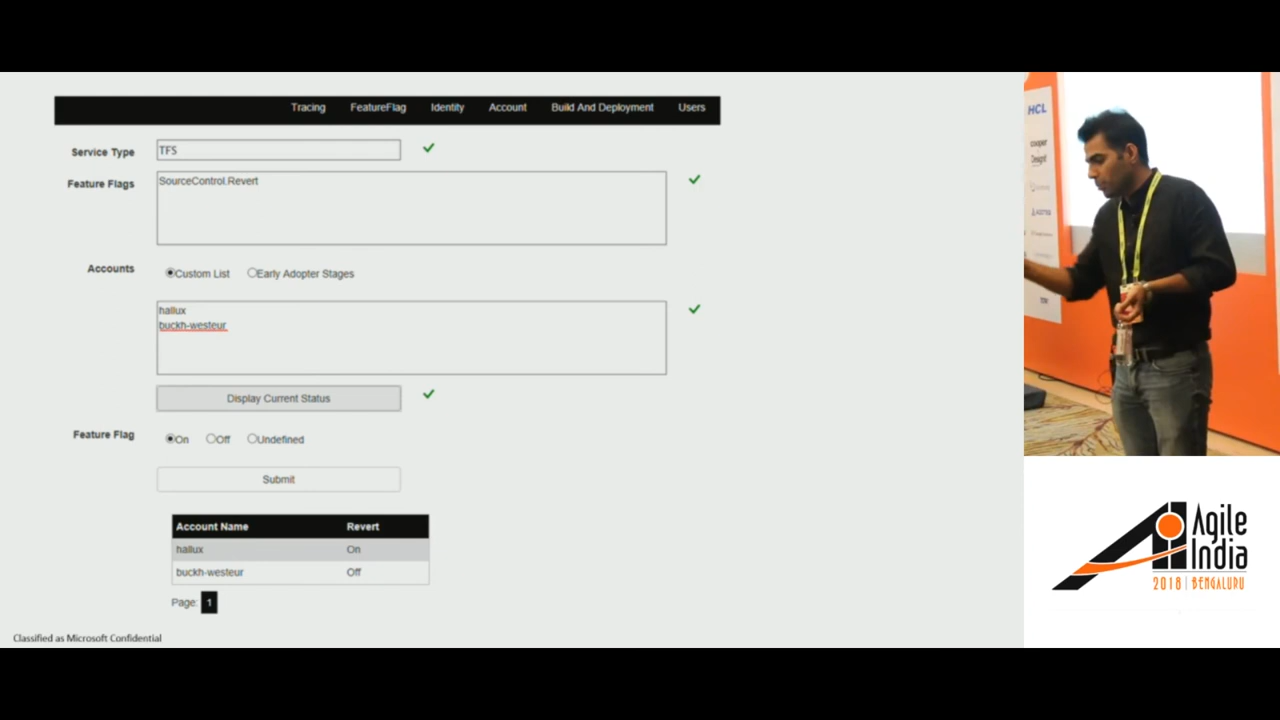 Tracing FeatureFlag Identity Account Build And Deployment Users
Service Type TFS
Feature Flags SourceControl.Revert
Accounts Custom List Early Adopter Stages
hallux
buckh-westeur
Display Current Status
Feature Flag On Off Undefined
Submit
Account Name Revert
hallux On
buckh-westeur Off
Page: 1
Classified as Microsoft Confidential
HCL
cooper
Design!
Agile
India
2018 | BENGALURU